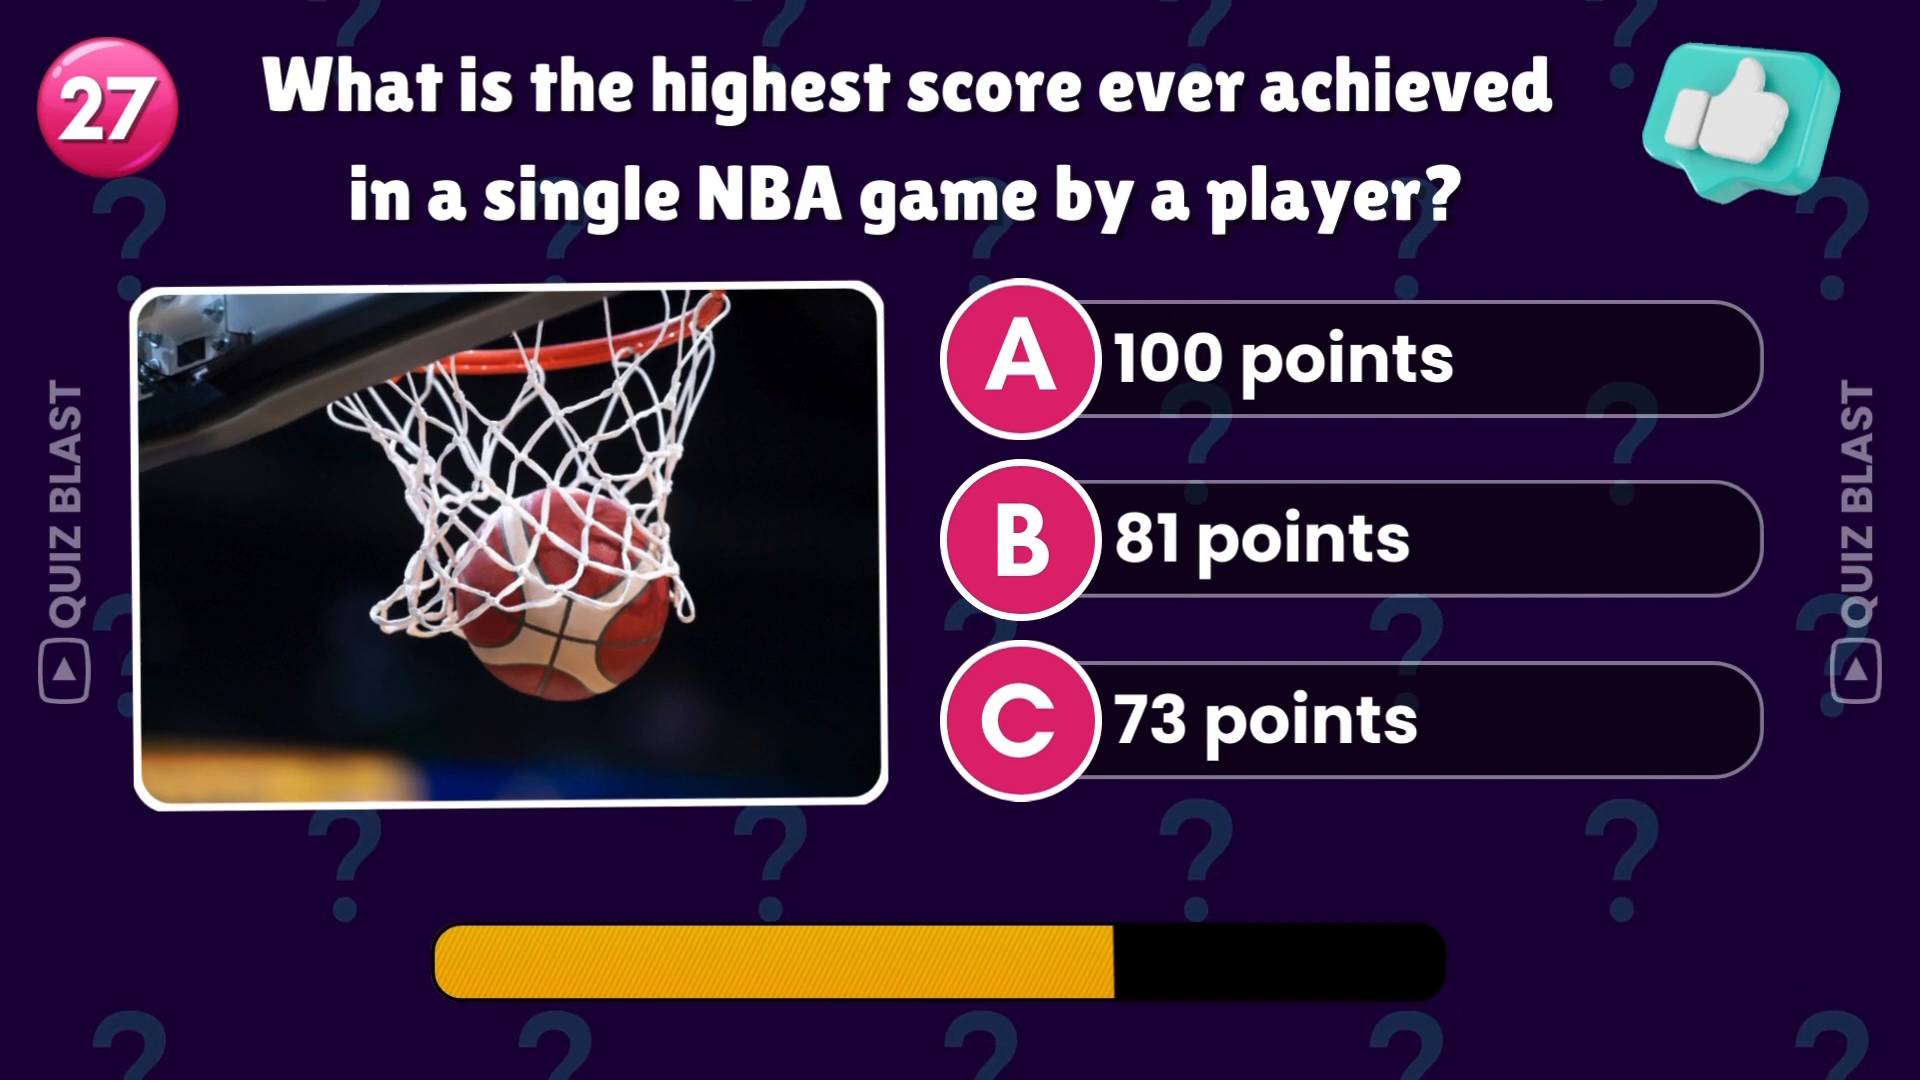 27
What is the highest score ever achieved
in a single NBA game by a player?
A 100 points
B 81 points
C 73 points
QUIZ BLAST
QUIZ BLAST